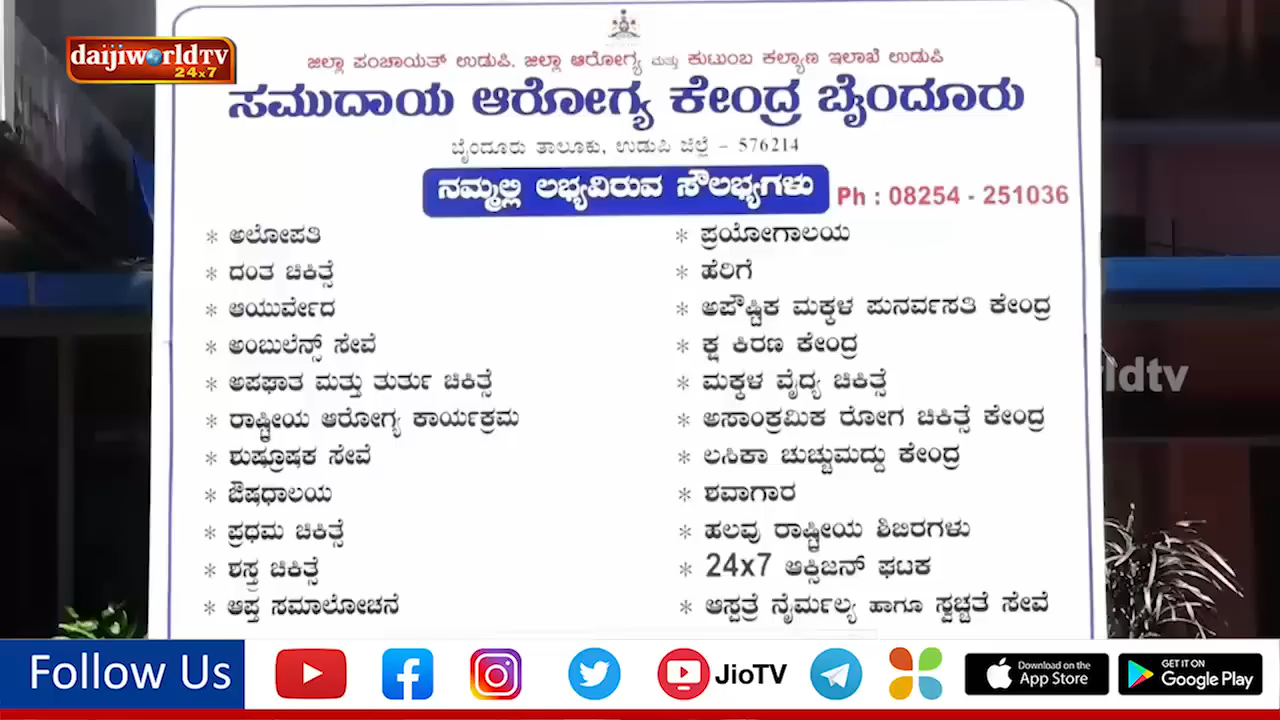 daijiworldTV
24x7
ಜಿಲ್ಲಾ ಪಂಚಾಯತ್ ಉಡುಪಿ. ಜಿಲ್ಲಾ ಆರೋಗ್ಯ ಮತ್ತು ಕುಟುಂಬ ಕಲ್ಯಾಣ ಇಲಾಖೆ ಉಡುಪಿ
ಸಮುದಾಯ ಆರೋಗ್ಯ ಕೇಂದ್ರ ಬೈಂದೂರು
ಬೈಂದೂರು ತಾಲೂಕು, ಉಡುಪಿ ಜಿಲ್ಲೆ - 576214
ನಮ್ಮಲ್ಲಿ ಲಭ್ಯವಿರುವ ಸೌಲಭ್ಯಗಳು
Ph : 08254 - 251036
* ಅಲೋಪತಿ
* ದಂತ ಚಿಕಿತ್ಸೆ
* ಆಯುರ್ವೇದ
* ಅಂಬುಲೆನ್ಸ್ ಸೇವೆ
* ಅಪಘಾತ ಮತ್ತು ತುರ್ತು ಚಿಕಿತ್ಸೆ
* ರಾಷ್ಟ್ರೀಯ ಆರೋಗ್ಯ ಕಾರ್ಯಕ್ರಮ
* ಶುಷ್ರೂಷಕ ಸೇವೆ
* ಔಷಧಾಲಯ
* ಪ್ರಥಮ ಚಿಕಿತ್ಸೆ
* ಶಸ್ತ್ರ ಚಿಕಿತ್ಸೆ
* ಆಪ್ತ ಸಮಾಲೋಚನೆ
* ಪ್ರಯೋಗಾಲಯ
* ಹೆರಿಗೆ
* ಅಪೌಷ್ಟಿಕ ಮಕ್ಕಳ ಪುನರ್ವಸತಿ ಕೇಂದ್ರ
* ಕ್ಷ ಕಿರಣ ಕೇಂದ್ರ
* ಮಕ್ಕಳ ವೈದ್ಯ ಚಿಕಿತ್ಸೆ
* ಅಸಾಂಕ್ರಮಿಕ ರೋಗ ಚಿಕಿತ್ಸೆ ಕೇಂದ್ರ
* ಲಸಿಕಾ ಚುಚ್ಚುಮದ್ದು ಕೇಂದ್ರ
* ಶವಾಗಾರ
* ಹಲವು ರಾಷ್ಟ್ರೀಯ ಶಿಬಿರಗಳು
* 24x7 ಆಕ್ಸಿಜನ್ ಘಟಕ
* ಆಸ್ಪತ್ರೆ ನೈರ್ಮಲ್ಯ ಹಾಗೂ ಸ್ವಚ್ಚತೆ ಸೇವೆ
ldtv
Follow Us
JioTV
Download on the
App Store
GET IT ON
Google Play